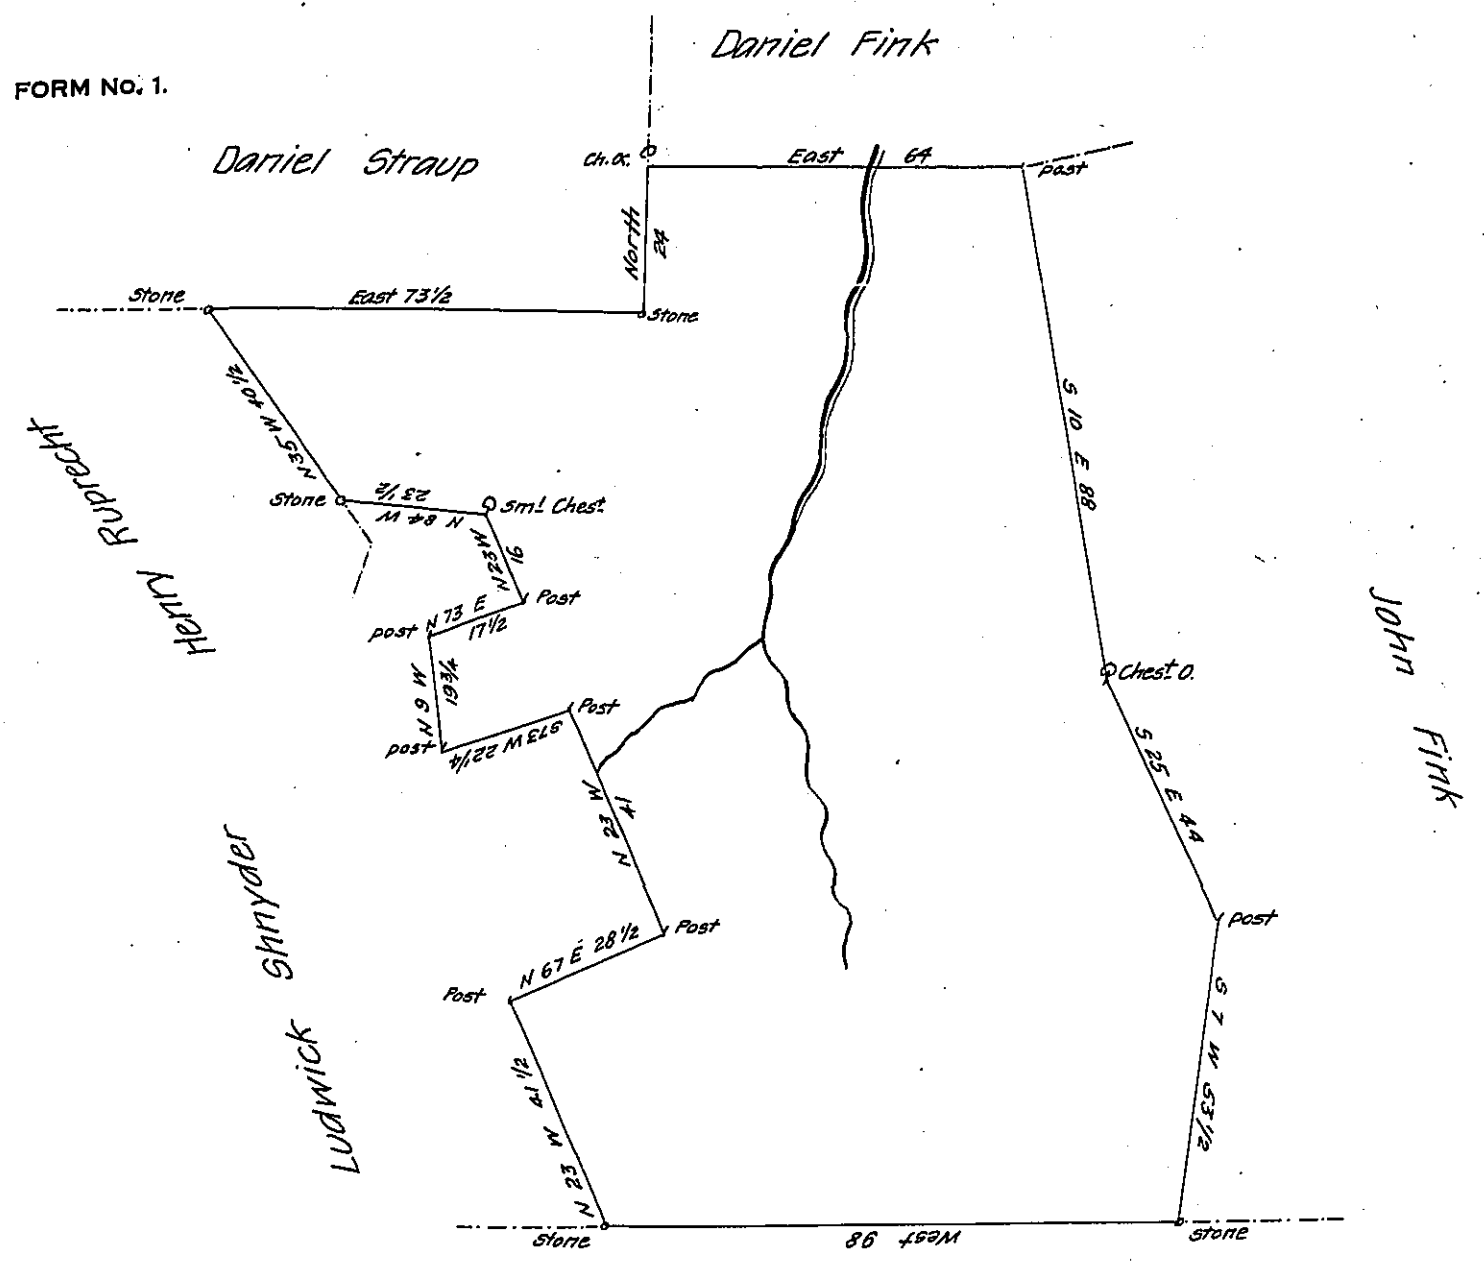 Daniel Fink
FORM No. 1.
Daniel Straup
Ch. O.
East 64
post
North
24
Stone
East 73 1/2
Stone
N 35 W 40 1/2
S 10 E 88
Henry Ruprecht
Stone
23 1/2
N 84 W
Sml. Chest
N 23 W
16
Post
N 73 E
17 1/2
post
John Fink
N 6 W
19 3/4
Chest O.
Post
S 73 W 22 1/4
post
S 25 E 44
N 23 W
41
Ludwick Shnyder
post
Post
N 67 E 28 1/2
Post
S 7 W 53 1/2
N 23 W 41 1/2
Stone
West 98
Stone